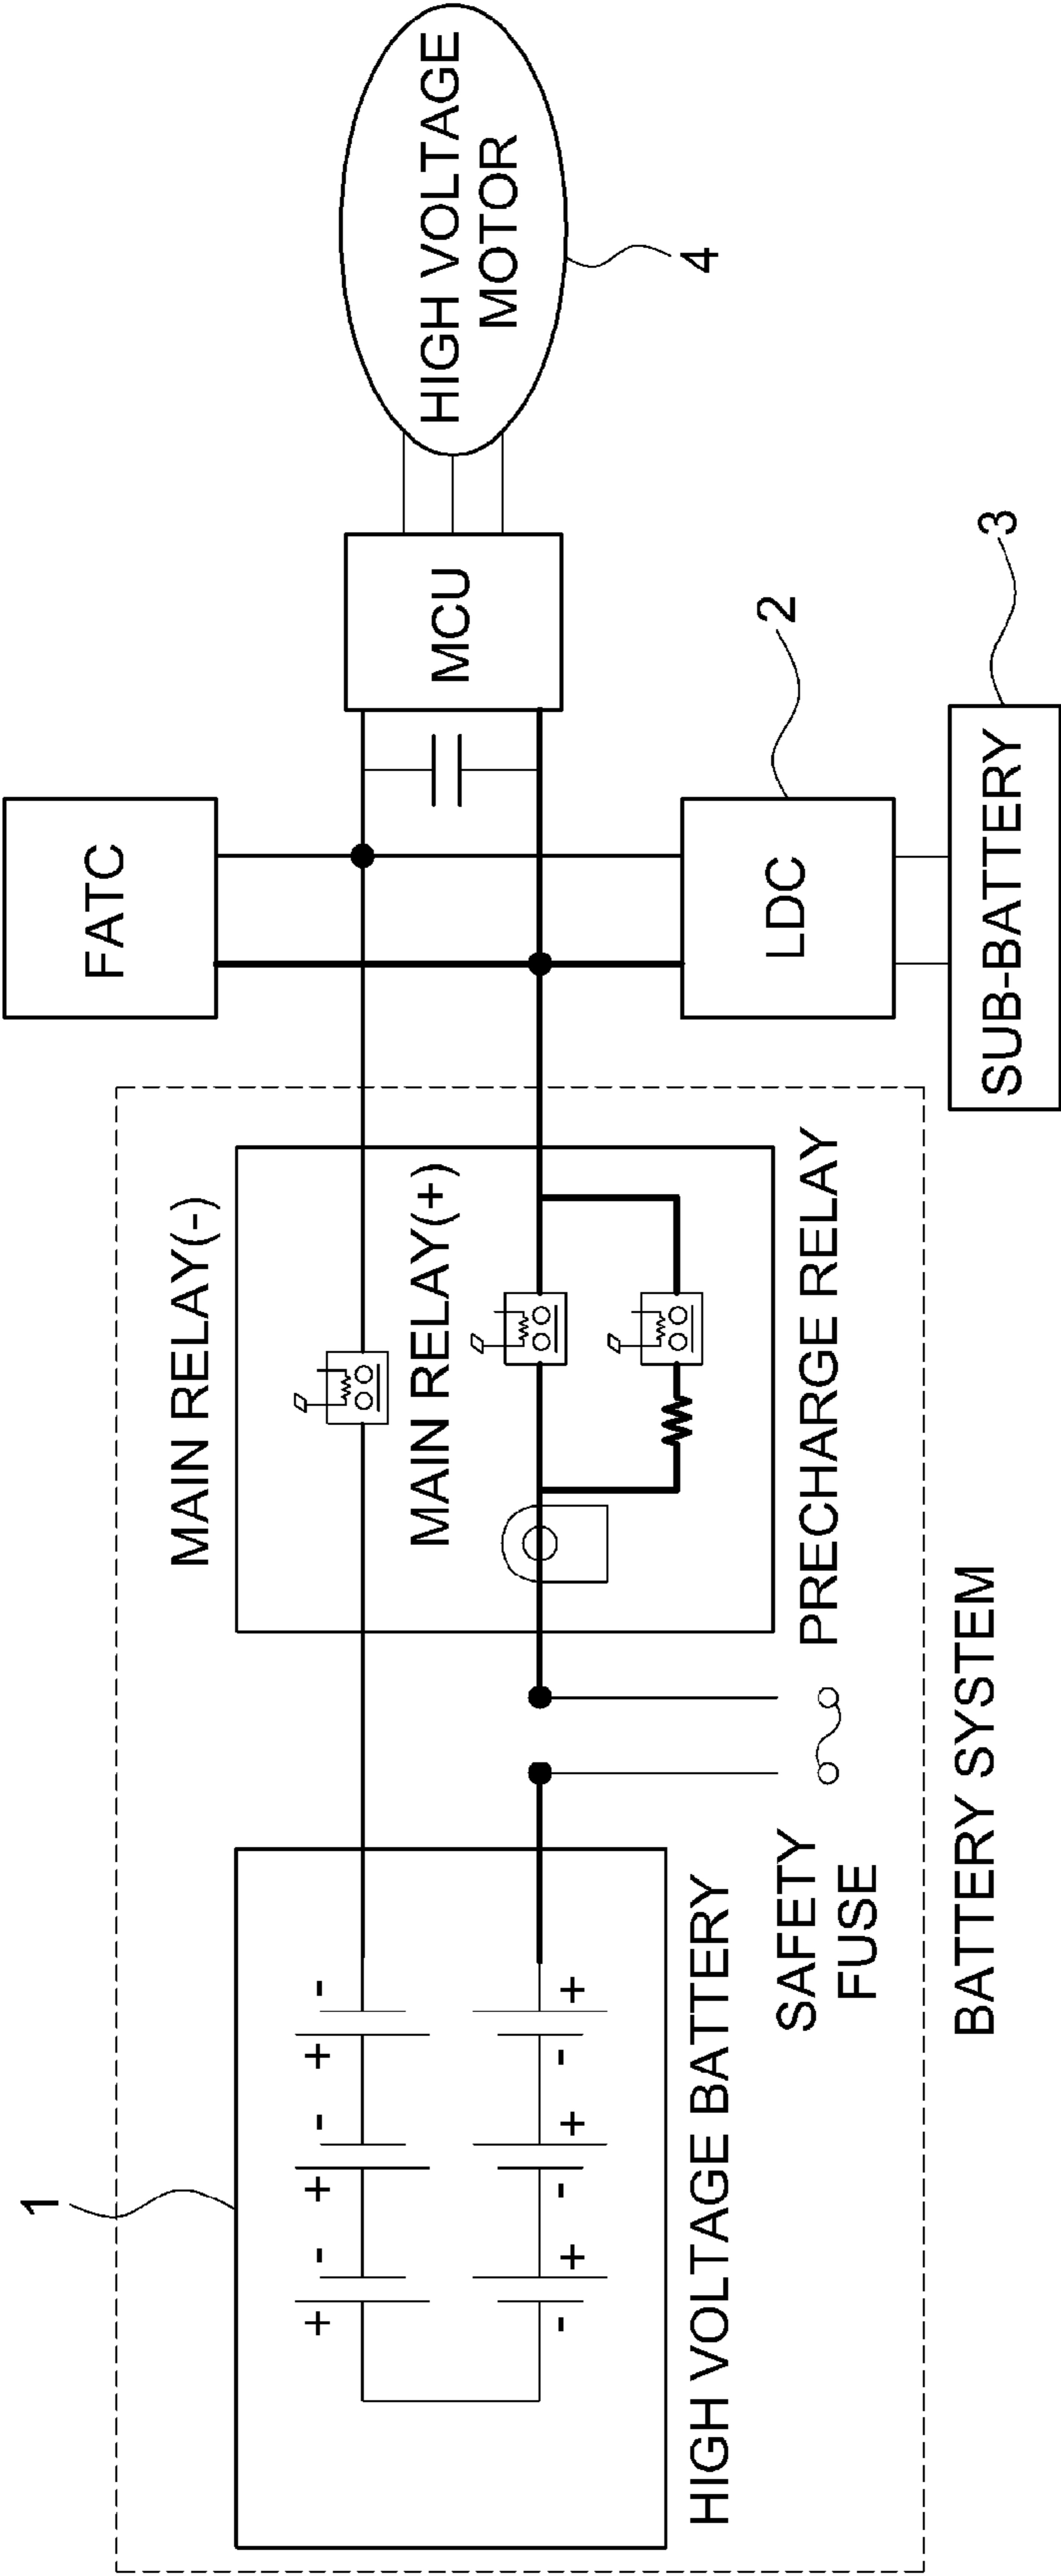 1
HIGH VOLTAGE BATTERY
+
-
+
-
+
-
-
+
-
+
-
+
SAFETY
FUSE
MAIN RELAY(-)
MAIN RELAY(+)
PRECHARGE RELAY
BATTERY SYSTEM
FATC
LDC
2
SUB-BATTERY
3
MCU
HIGH VOLTAGE
MOTOR
4